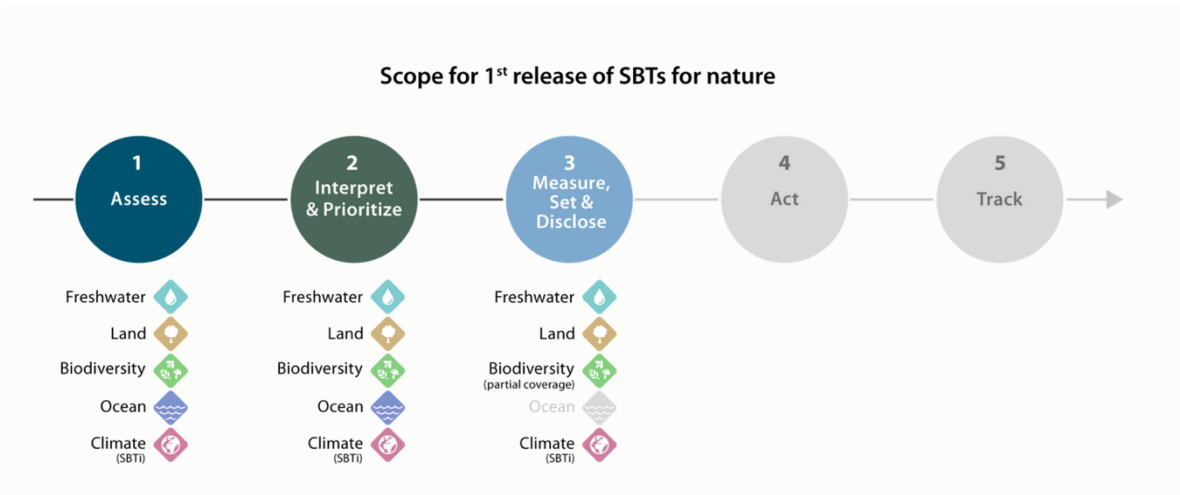 Scope for 1st release of SBTs for nature
1
Assess
2
Interpret
& Prioritize
3
Measure,
Set &
Disclose
4
Act
5
Track
Freshwater
Land
Biodiversity
Ocean
Climate
(SBTi)
Freshwater
Land
Biodiversity
Ocean
Climate
(SBTi)
Freshwater
Land
Biodiversity
(partial coverage)
Ocean
Climate
(SBTi)